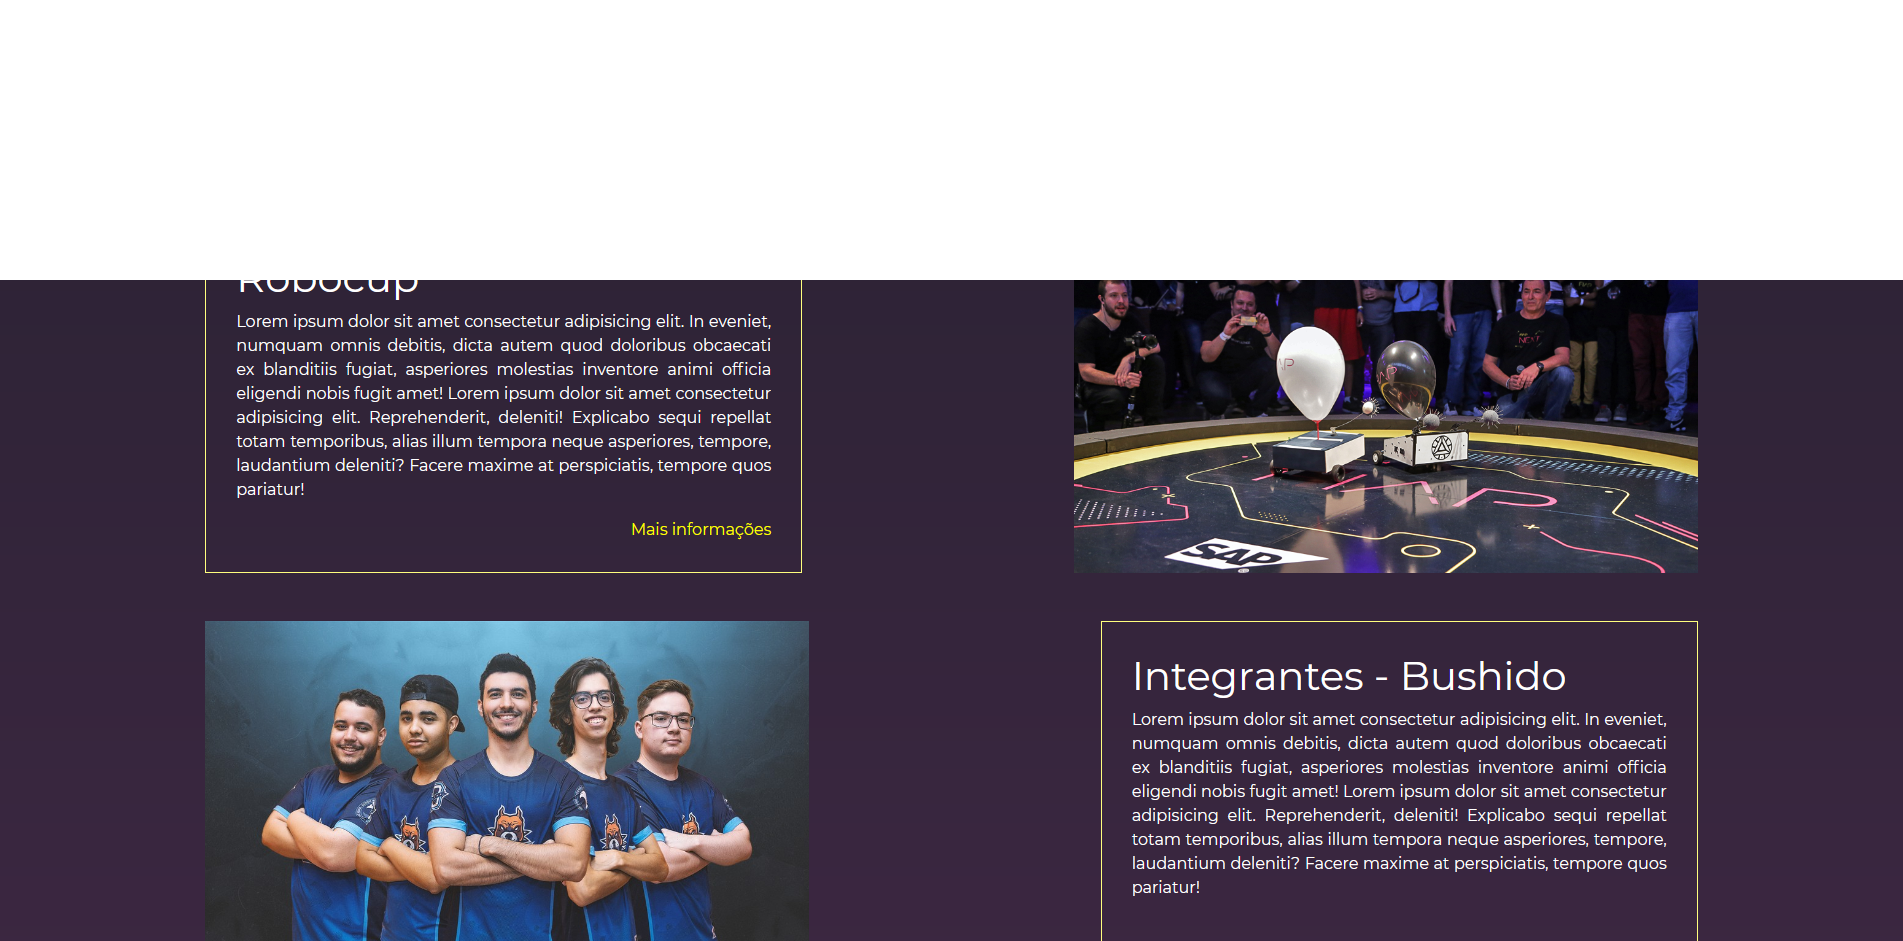 Robocup
Lorem ipsum dolor sit amet consectetur adipisicing elit. In eveniet,
numquam omnis debitis, dicta autem quod doloribus obcaecati
ex blanditiis fugiat, asperiores molestias inventore animi officia
eligendi nobis fugit amet! Lorem ipsum dolor sit amet consectetur
adipisicing elit. Reprehenderit, deleniti! Explicabo sequi repellat
totam temporibus, alias illum tempora neque asperiores, tempore,
laudantium deleniti? Facere maxime at perspiciatis, tempore quos
pariatur!
Mais informações
SAP
Integrantes - Bushido
Lorem ipsum dolor sit amet consectetur adipisicing elit. In eveniet,
numquam omnis debitis, dicta autem quod doloribus obcaecati
ex blanditiis fugiat, asperiores molestias inventore animi officia
eligendi nobis fugit amet! Lorem ipsum dolor sit amet consectetur
adipisicing elit. Reprehenderit, deleniti! Explicabo sequi repellat
totam temporibus, alias illum tempora neque asperiores, tempore,
laudantium deleniti? Facere maxime at perspiciatis, tempore quos
pariatur!